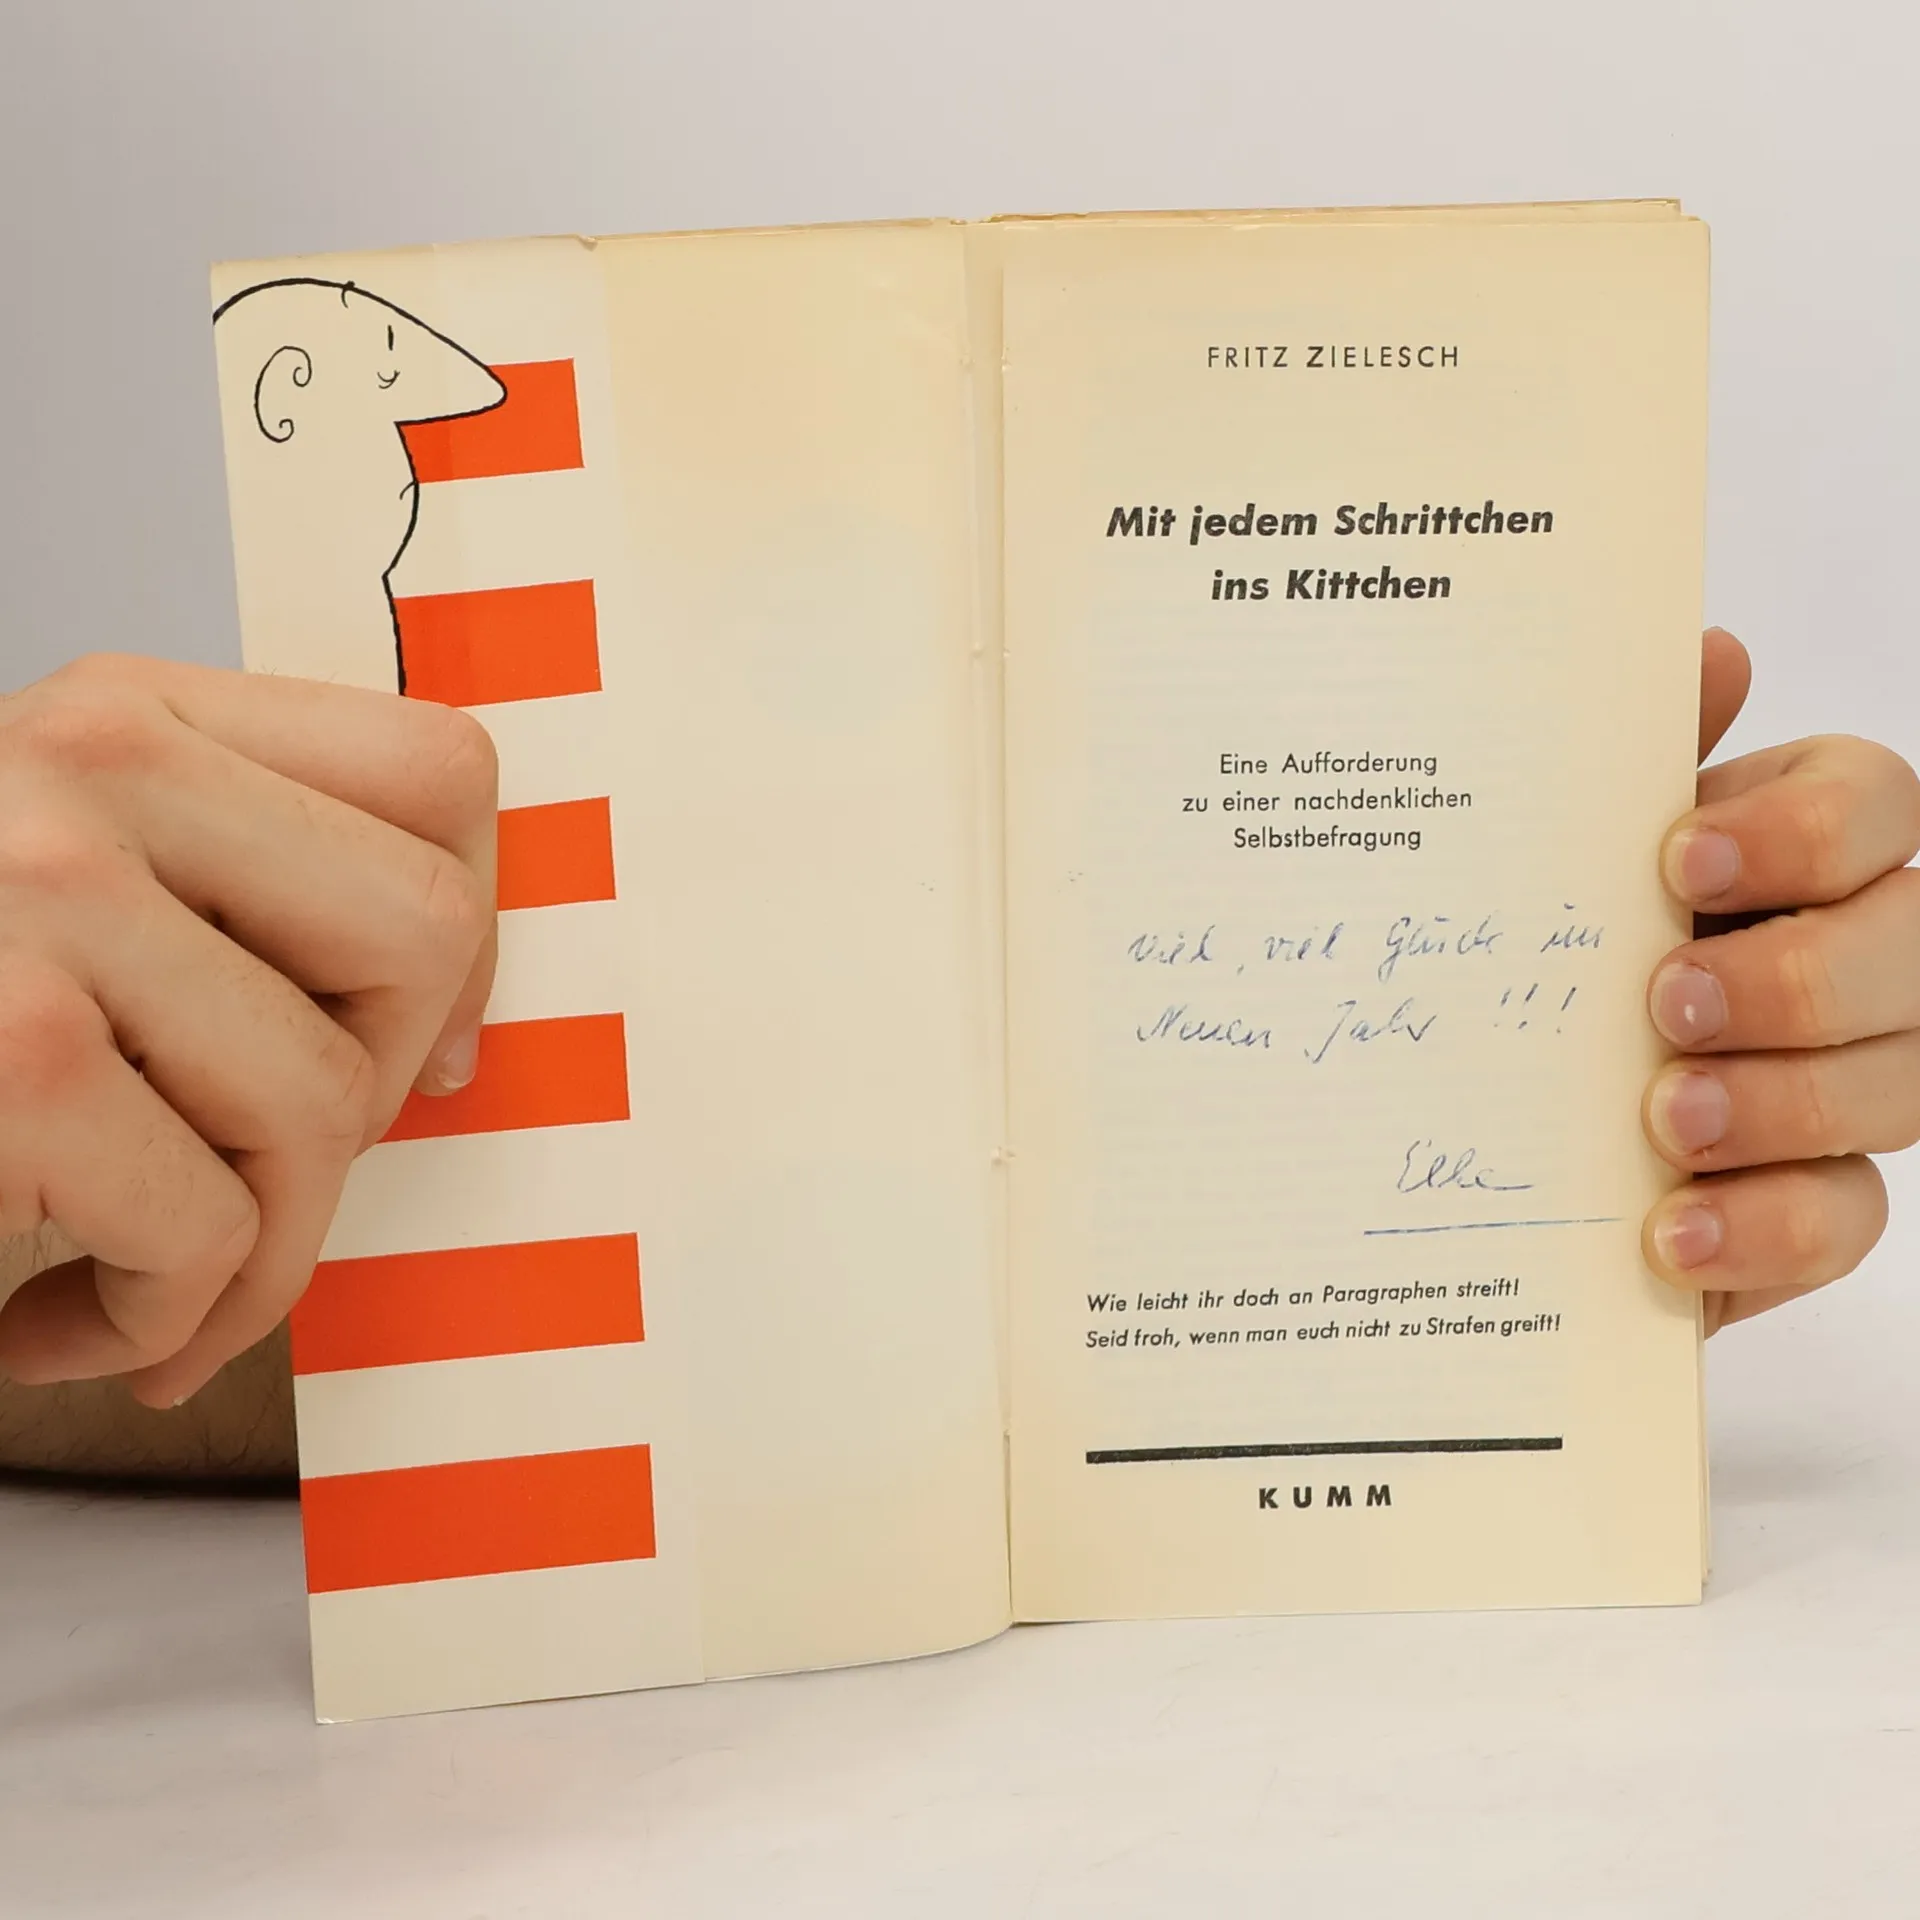 FRITZ ZIELESCH
Mit jedem Schrittchen
ins Kittchen
Eine Aufforderung
zu einer nachdenklichen
Selbstbefragung
Viel, viel Glück im
Neuen Jahr !!!
Elke
Wie leicht ihr doch an Paragraphen streift!
Seid froh, wenn man euch nicht zu Strafen greift!
KUMM